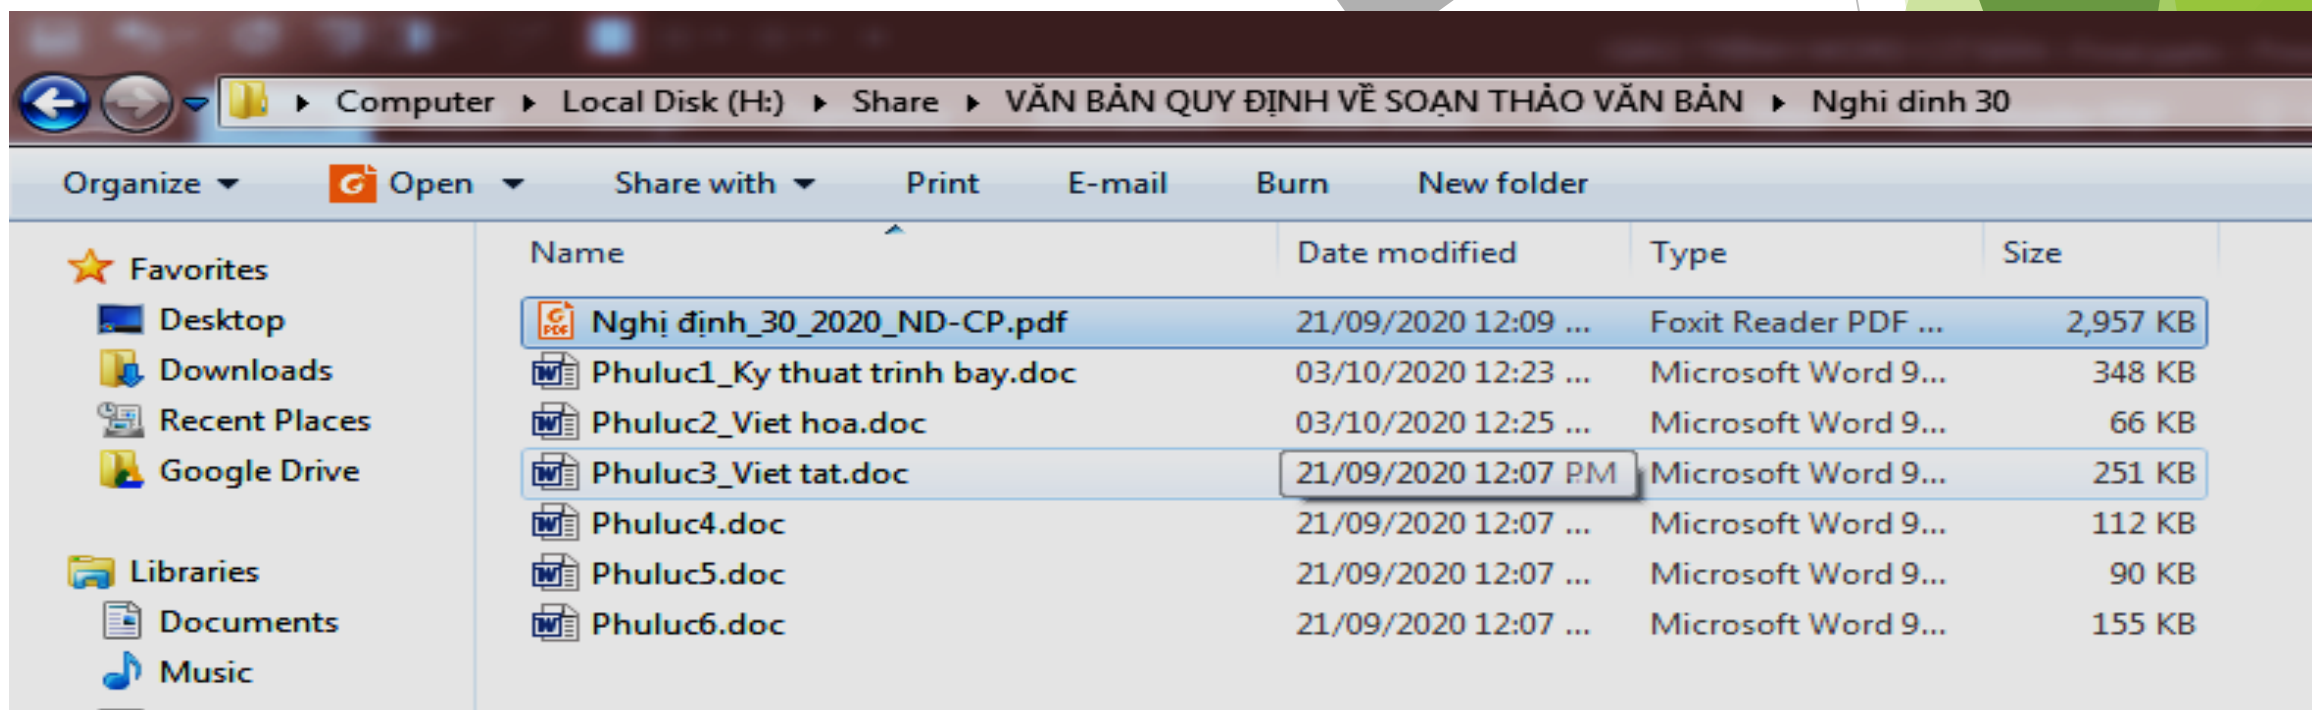 Computer ▸ Local Disk (H:) ▸ Share ▸ VĂN BẢN QUY ĐỊNH VỀ SOẠN THẢO VĂN BẢN ▸ Nghi dinh 30
Organize Open Share with Print E-mail Burn New folder
Name Date modified Type Size
Favorites
Desktop
Downloads
Recent Places
Google Drive
Libraries
Documents
Music
Nghị định_30_2020_ND-CP.pdf 21/09/2020 12:09 ... Foxit Reader PDF ... 2,957 KB
Phuluc1_Ky thuat trinh bay.doc 03/10/2020 12:23 ... Microsoft Word 9... 348 KB
Phuluc2_Viet hoa.doc 03/10/2020 12:25 ... Microsoft Word 9... 66 KB
Phuluc3_Viet tat.doc 21/09/2020 12:07 PM Microsoft Word 9... 251 KB
Phuluc4.doc 21/09/2020 12:07 ... Microsoft Word 9... 112 KB
Phuluc5.doc 21/09/2020 12:07 ... Microsoft Word 9... 90 KB
Phuluc6.doc 21/09/2020 12:07 ... Microsoft Word 9... 155 KB